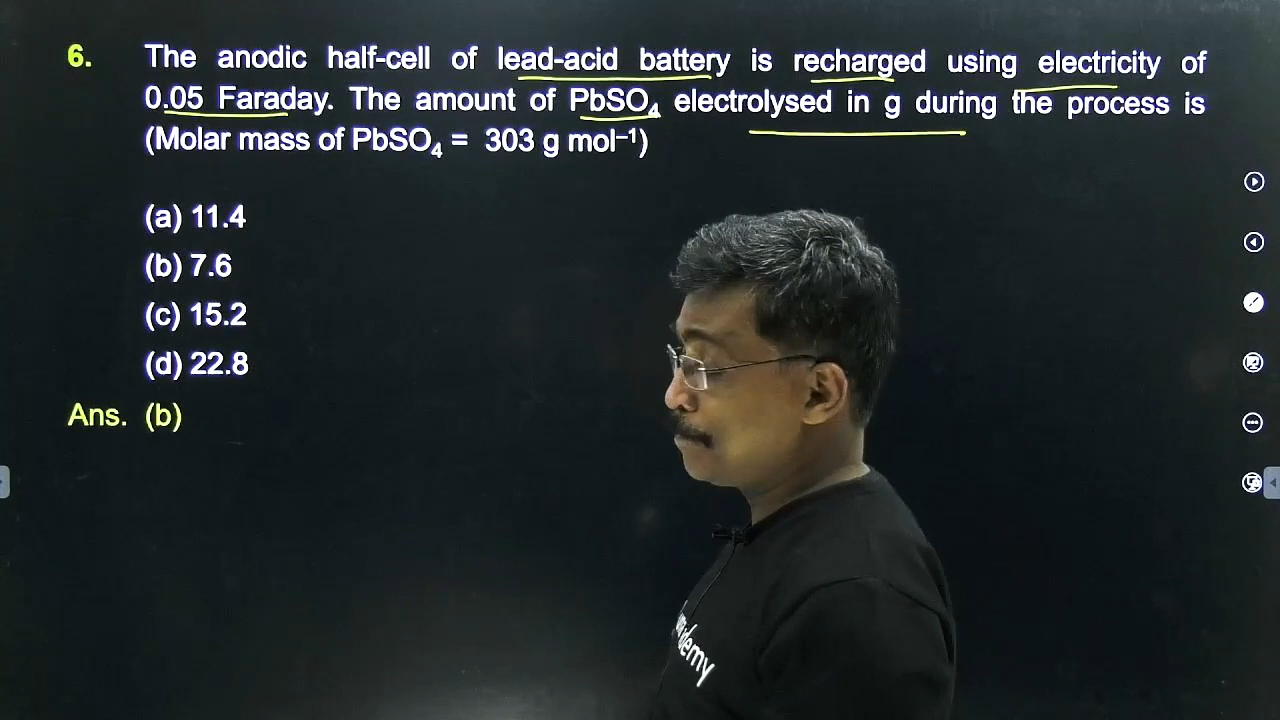 6. The anodic half-cell of lead-acid battery is recharged using electricity of
0.05 Faraday. The amount of PbSO₄ electrolysed in g during the process is
(Molar mass of PbSO₄ = 303 g mol⁻¹)
(a) 11.4
(b) 7.6
(c) 15.2
(d) 22.8
Ans. (b)